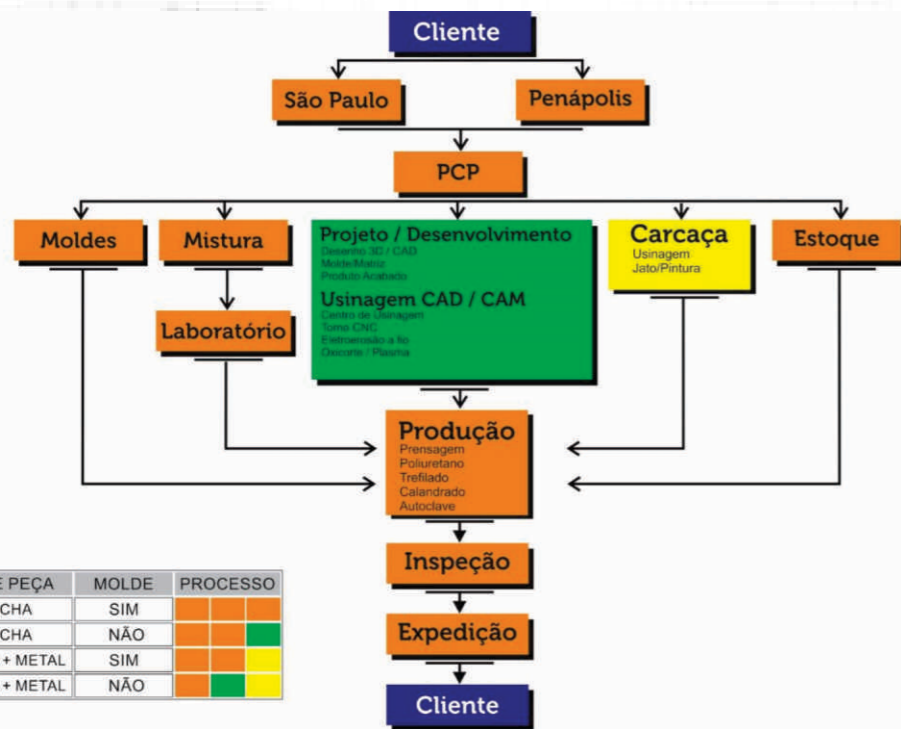 Cliente
São Paulo
Penápolis
PCP
Moldes
Mistura
Projeto / Desenvolvimento
Desenho 3D / CAD
Molde/Matriz
Produto Acabado
Usinagem CAD / CAM
Centro de Usinagem
Torno CNC
Eletroerosão a fio
Oxicorte / Plasma
Carcaça
Usinagem
Jato/Pintura
Estoque
Laboratório
Produção
Prensagem
Poliuretano
Trefilado
Calandrado
Autoclave
Inspeção
Expedição
Cliente
E PEÇA MOLDE PROCESSO
CHA SIM
CHA NÃO
+ METAL SIM
+ METAL NÃO